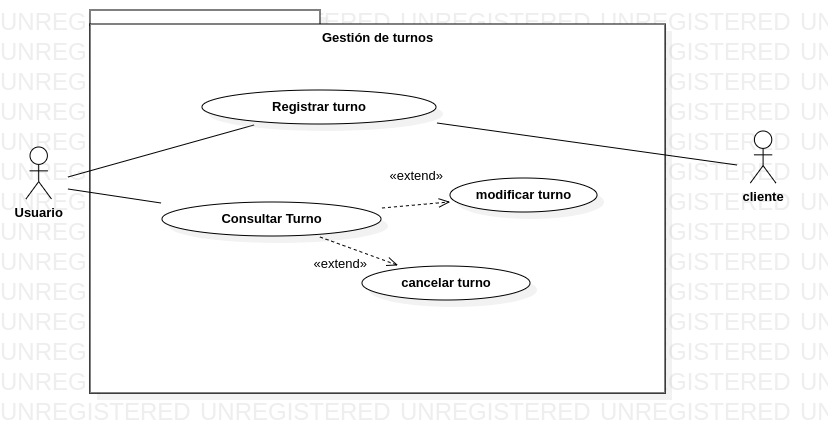 Gestión de turnos
Registrar turno
«extend»
modificar turno
Usuario
Consultar Turno
cliente
«extend»
cancelar turno
UNREGISTERED UNREGISTERED UNREGISTERED UNREGISTERED UN